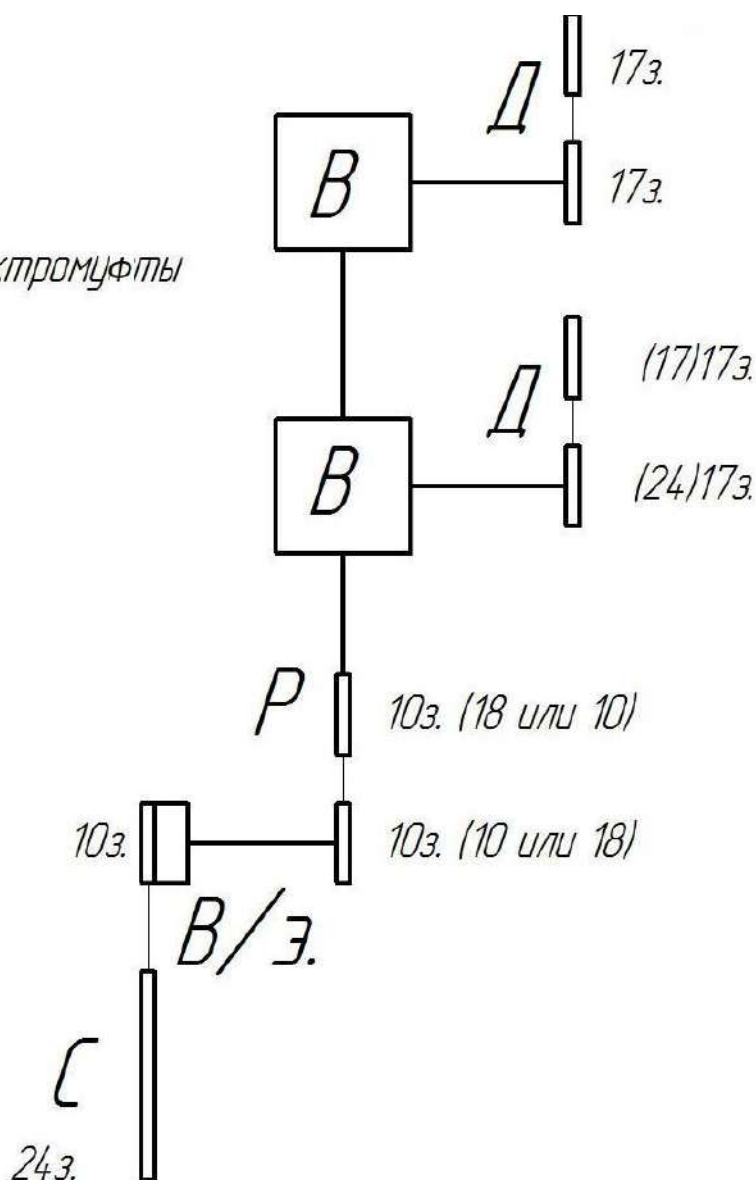 17з.
Д
В
17з.
ктромуфты
(17)17з.
Д
В
(24)17з.
Р
10з. (18 или 10)
10з.
10з. (10 или 18)
В/э.
С
24з.